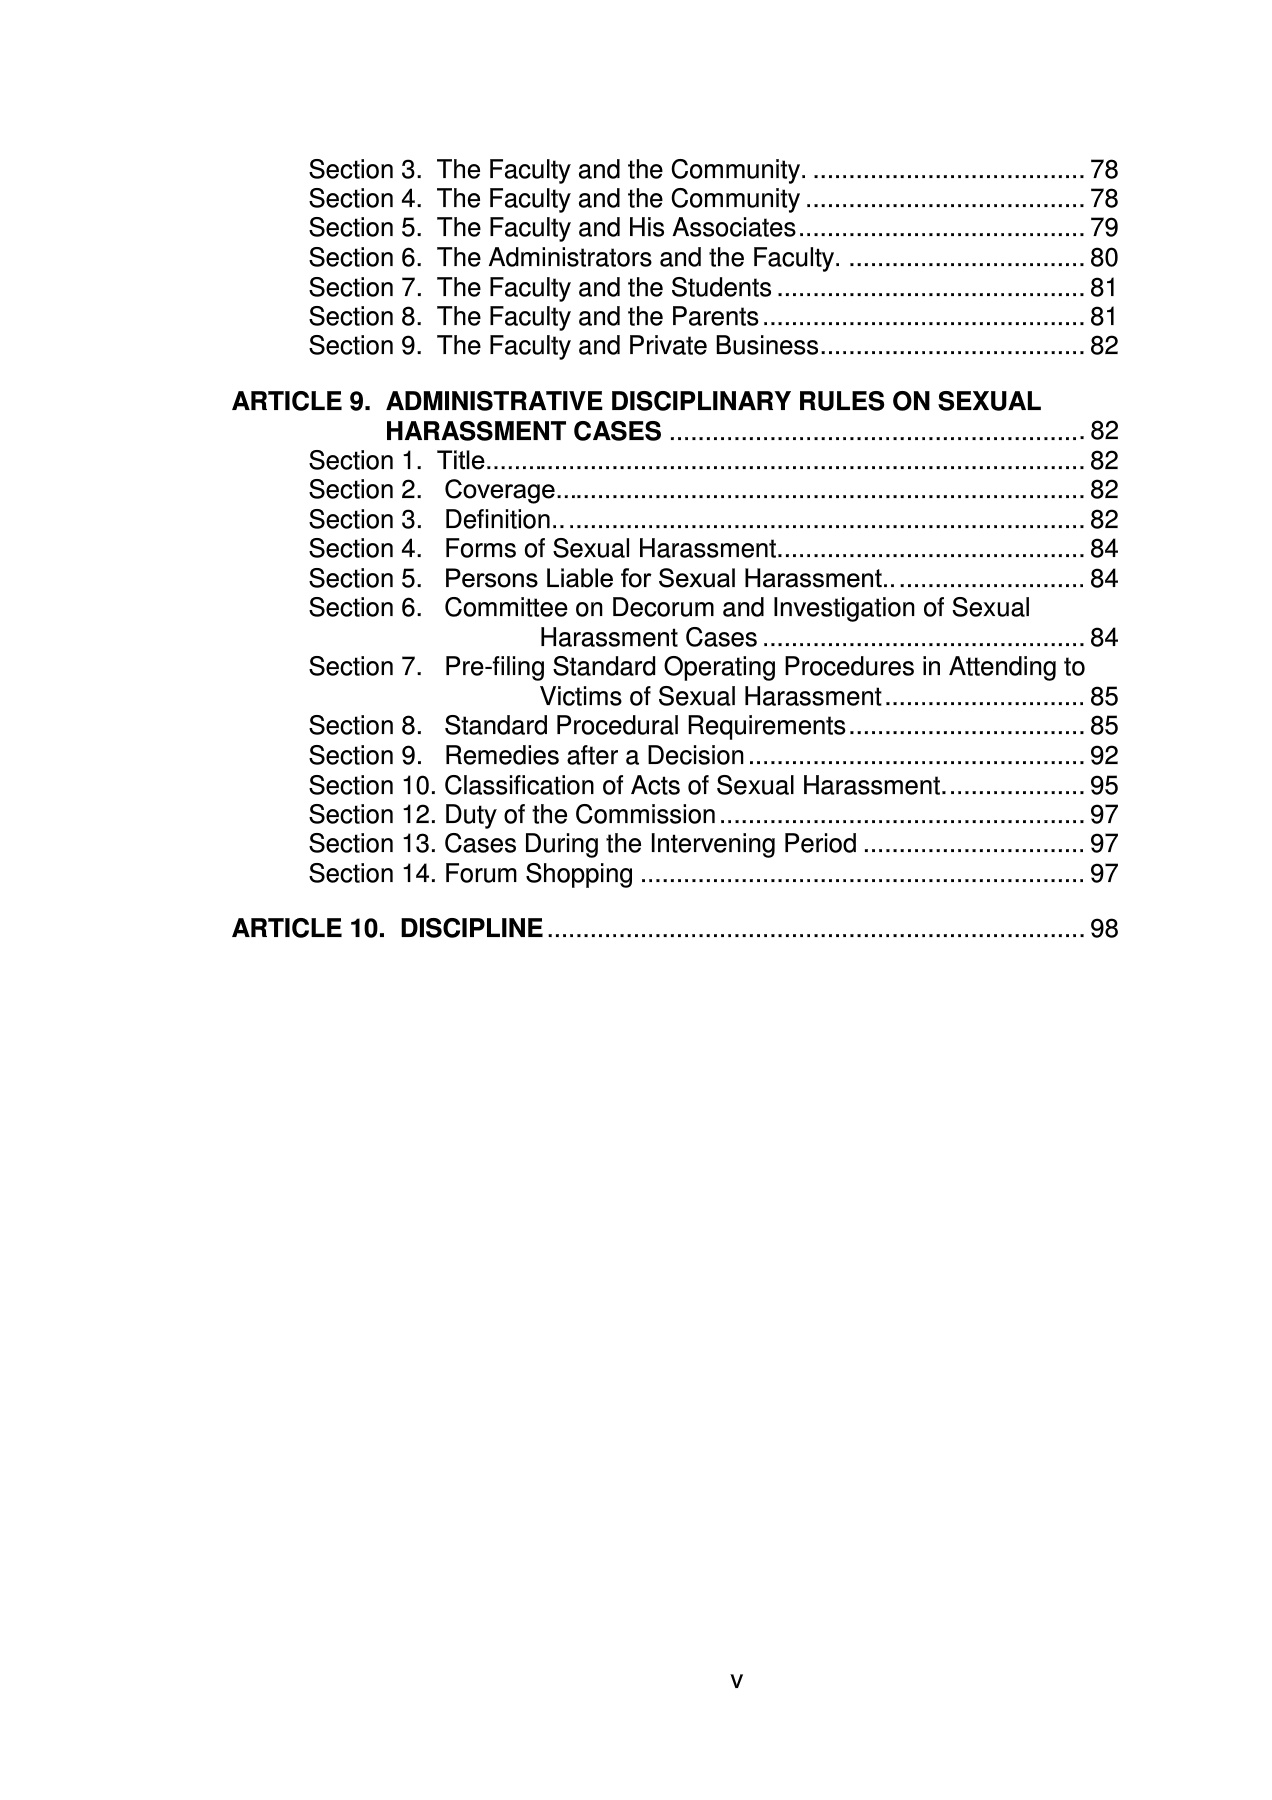 Section 3. The Faculty and the Community. ...................................... 78
Section 4. The Faculty and the Community ....................................... 78
Section 5. The Faculty and His Associates........................................ 79
Section 6. The Administrators and the Faculty. ................................. 80
Section 7. The Faculty and the Students ........................................... 81
Section 8. The Faculty and the Parents............................................. 81
Section 9. The Faculty and Private Business..................................... 82
ARTICLE 9. ADMINISTRATIVE DISCIPLINARY RULES ON SEXUAL
HARASSMENT CASES .......................................................... 82
Section 1. Title.................................................................................... 82
Section 2. Coverage.......................................................................... 82
Section 3. Definition.. ........................................................................ 82
Section 4. Forms of Sexual Harassment........................................... 84
Section 5. Persons Liable for Sexual Harassment.. .......................... 84
Section 6. Committee on Decorum and Investigation of Sexual
Harassment Cases ............................................. 84
Section 7. Pre-filing Standard Operating Procedures in Attending to
Victims of Sexual Harassment............................ 85
Section 8. Standard Procedural Requirements................................. 85
Section 9. Remedies after a Decision............................................... 92
Section 10. Classification of Acts of Sexual Harassment.................... 95
Section 12. Duty of the Commission................................................... 97
Section 13. Cases During the Intervening Period ............................... 97
Section 14. Forum Shopping .............................................................. 97
ARTICLE 10. DISCIPLINE........................................................................... 98
v